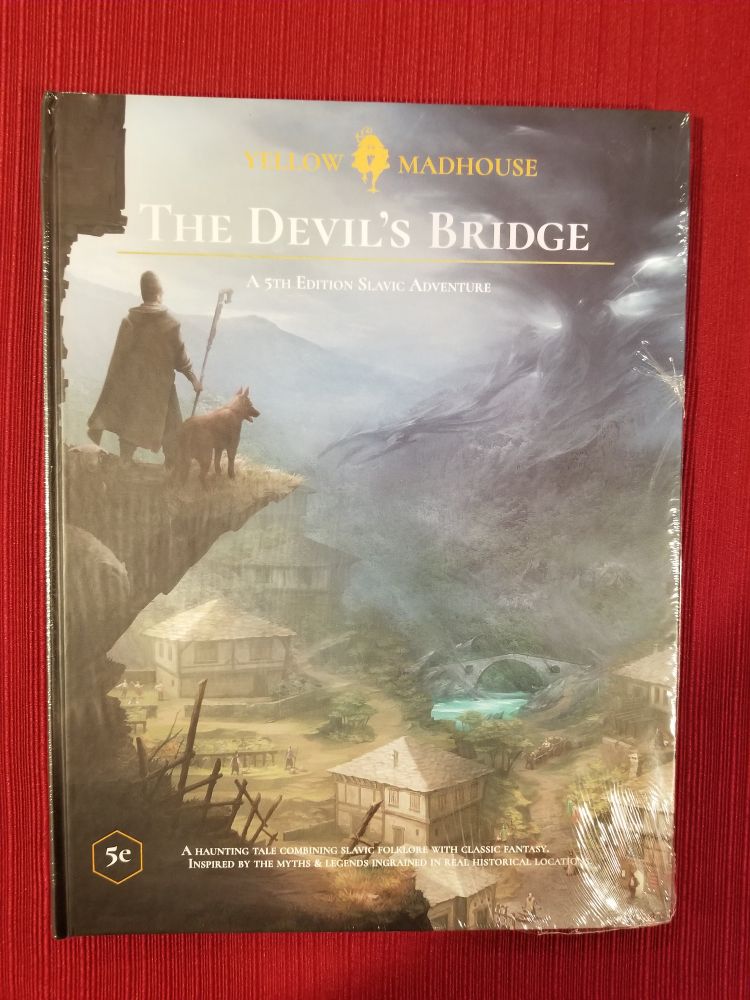 YELLOW MADHOUSE
THE DEVIL'S BRIDGE
A 5TH EDITION SLAVIC ADVENTURE
5e
A HAUNTING TALE COMBINING SLAVIC FOLKLORE WITH CLASSIC FANTASY.
INSPIRED BY THE MYTHS & LEGENDS INGRAINED IN REAL HISTORICAL LOCATIONS.